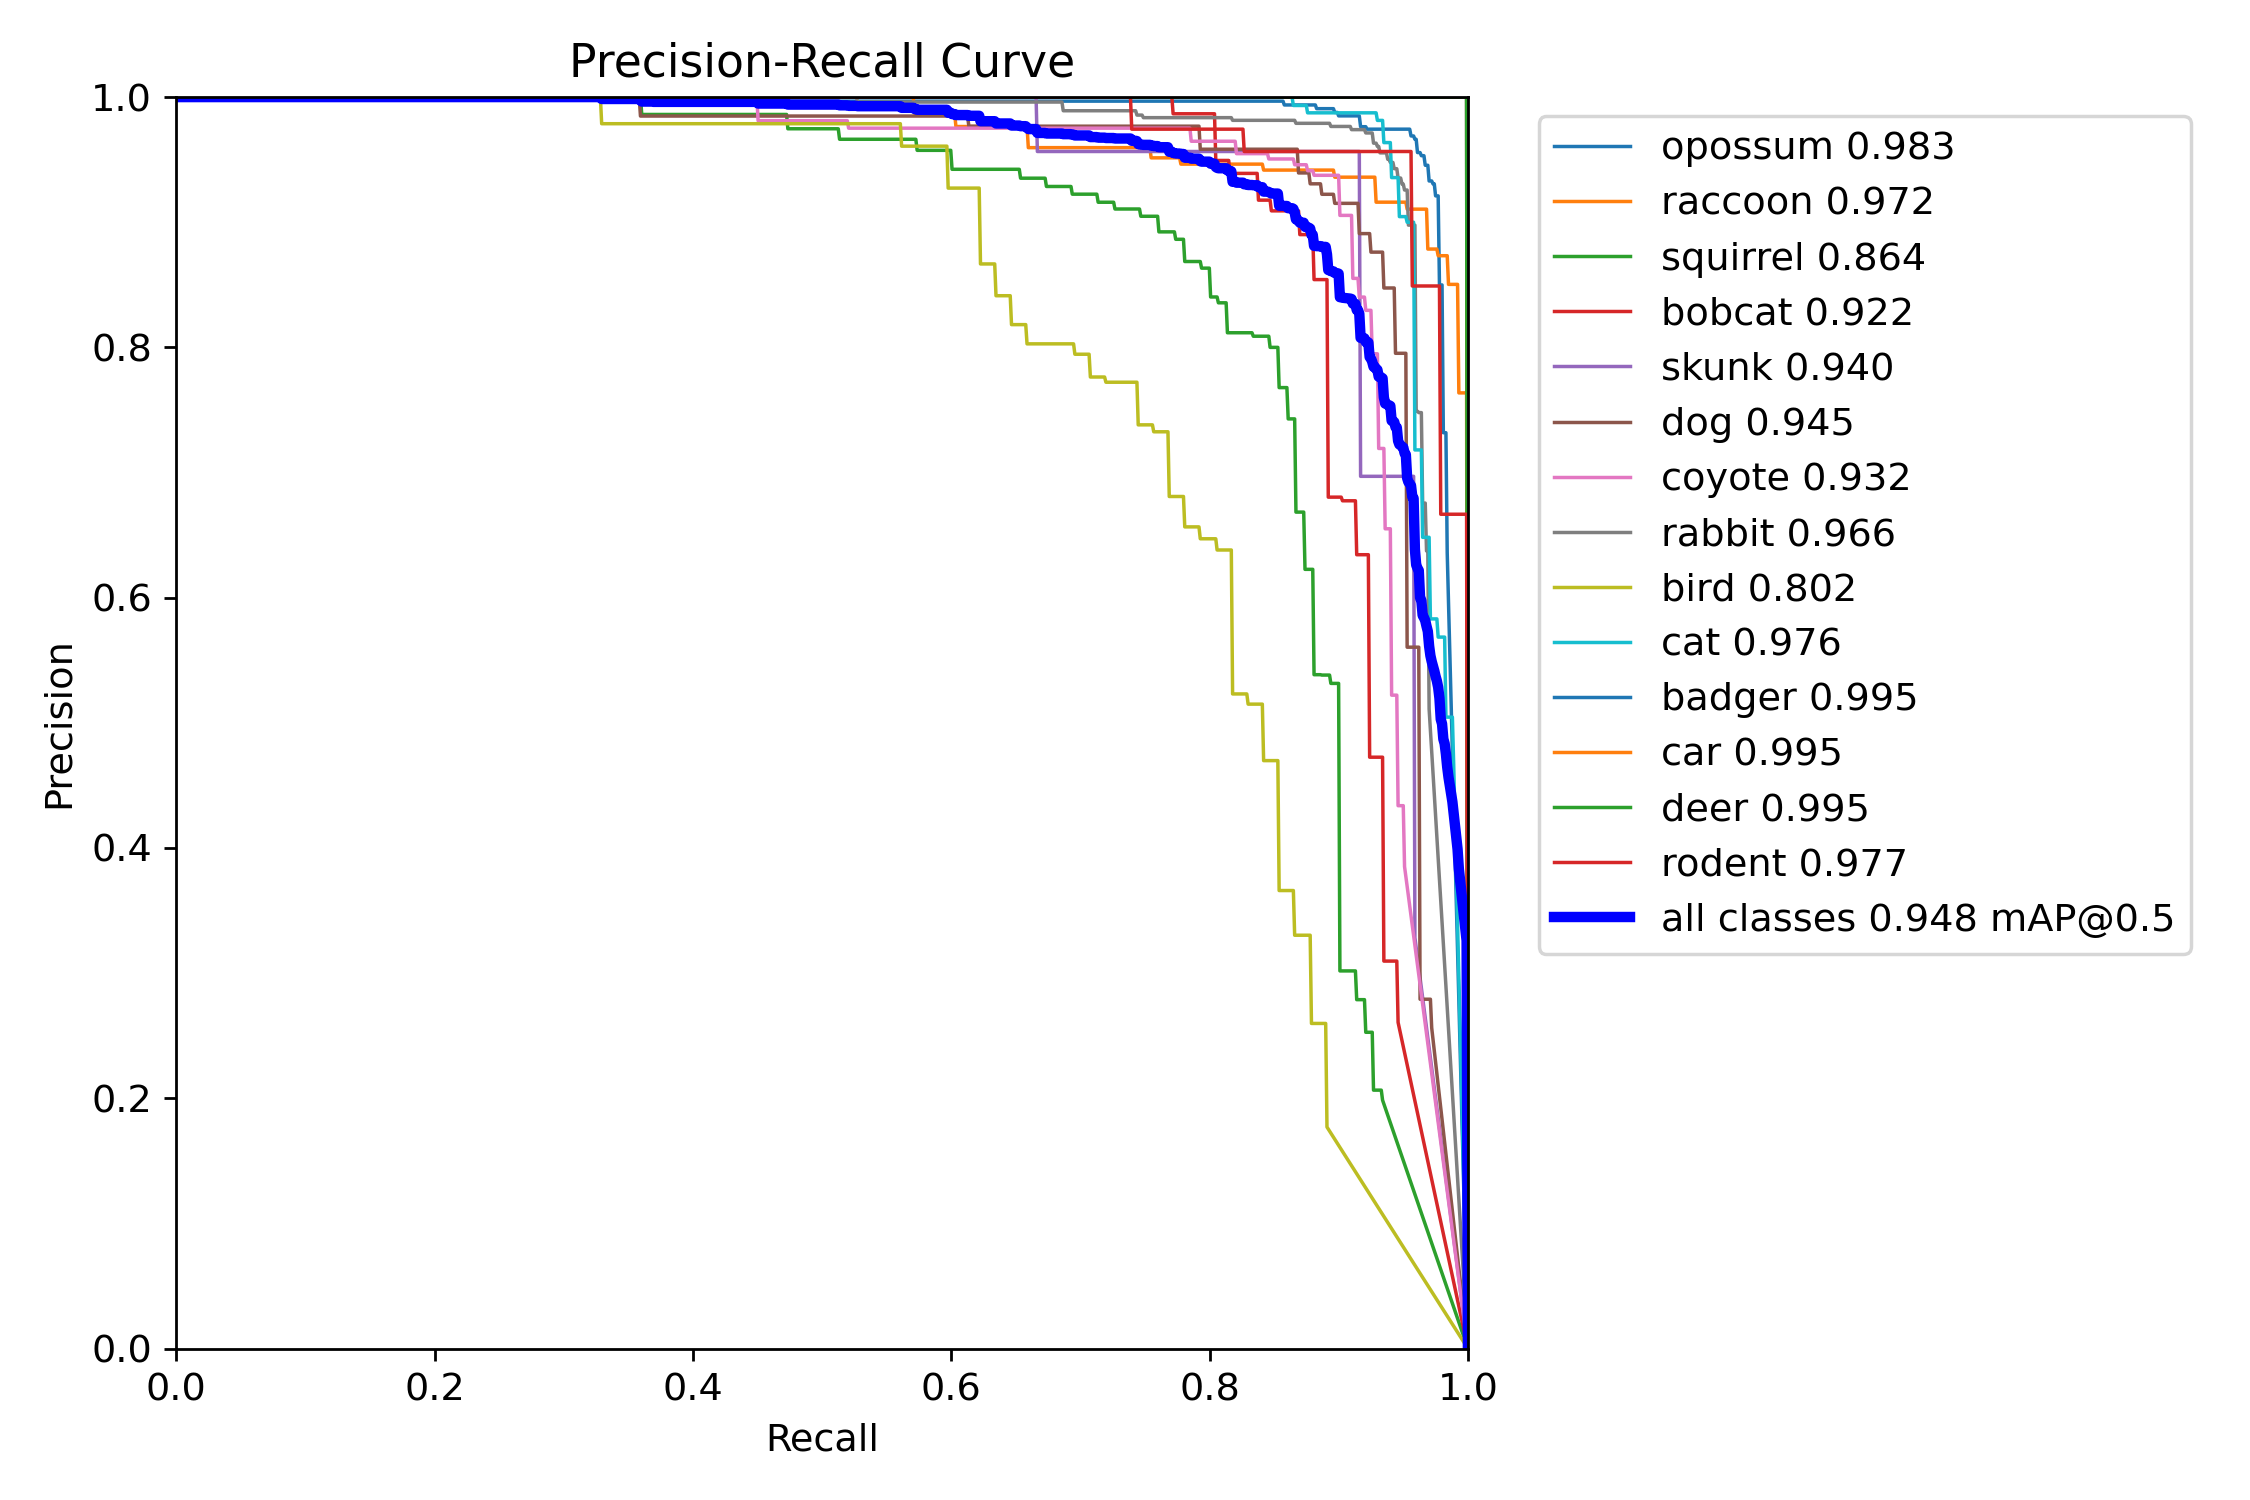 Precision-Recall Curve
1.0
0.8
0.6
0.4
0.2
0.0
Precision
0.0 0.2 0.4 0.6 0.8 1.0
Recall
opossum 0.983
raccoon 0.972
squirrel 0.864
bobcat 0.922
skunk 0.940
dog 0.945
coyote 0.932
rabbit 0.966
bird 0.802
cat 0.976
badger 0.995
car 0.995
deer 0.995
rodent 0.977
all classes 0.948 mAP@0.5